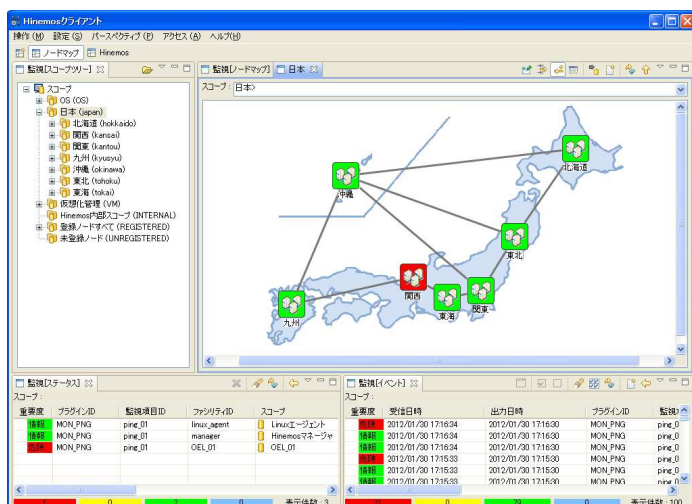 Hinemosクライアント
操作(M) 設定(S) パースペクティブ(P) アクセス(A) ヘルプ(H)
ノードマップ Hinemos
監視[スコープツリー]
スコープ
OS (OS)
日本 (japan)
北海道 (hokkaido)
関西 (kansai)
関東 (kantou)
九州 (kyusyu)
沖縄 (okinawa)
東北 (tohoku)
東海 (tokai)
仮想化管理 (VM)
Hinemos内部スコープ (INTERNAL)
登録ノードすべて (REGISTERED)
未登録ノード (UNREGISTERED)
監視[ノードマップ] 日本
スコープ: 日本>
北海道
沖縄
東北
関西
東海
関東
九州
監視[ステータス]
スコープ:
重要度 プラグインID 監視項目ID ファシリティID スコープ
情報 MON_PNG ping_01 linux_agent Linuxエージェント
情報 MON_PNG ping_01 manager Hinemosマネージャ
危険 MON_PNG ping_01 OEL_01 OEL_01
1 0 2 0 表示件数: 3
監視[イベント]
スコープ:
重要度 受信日時 出力日時 プラグインID 監視
危険 2012/01/30 17:16:34 2012/01/30 17:16:30 MON_PNG ping_0
情報 2012/01/30 17:16:34 2012/01/30 17:16:30 MON_PNG ping_0
情報 2012/01/30 17:16:34 2012/01/30 17:16:30 MON_PNG ping_0
危険 2012/01/30 17:15:33 2012/01/30 17:15:30 MON_PNG ping_0
情報 2012/01/30 17:15:33 2012/01/30 17:15:30 MON_PNG ping_0
情報 2012/01/30 17:15:33 2012/01/30 17:15:30 MON_PNG ping_0
0 79 0 表示件数: 100